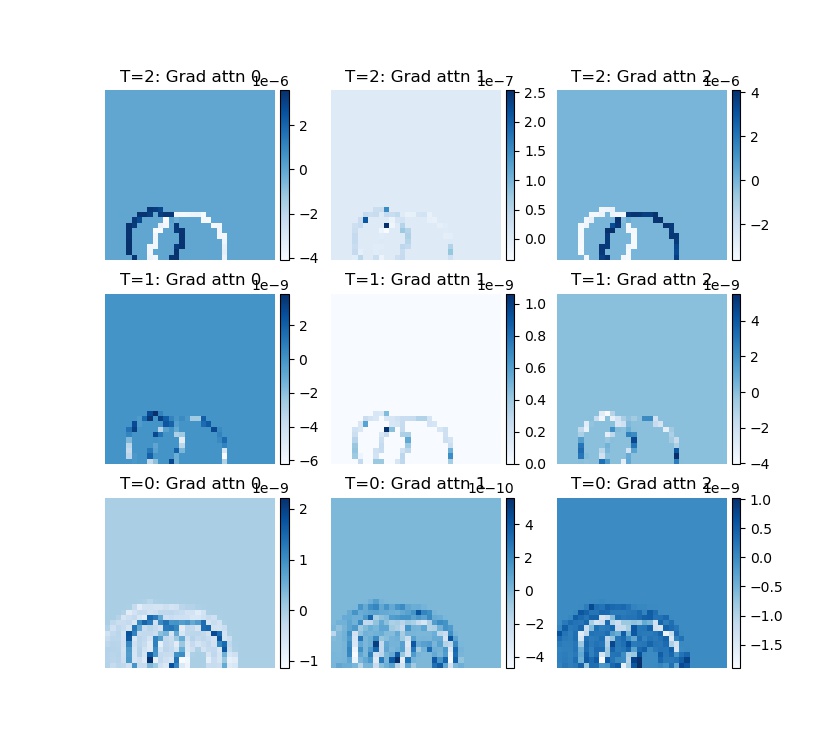 T=2: Grad attn 0
1e−6
2
0
−2
−4
T=2: Grad attn 1
1e−7
2.5
2.0
1.5
1.0
0.5
0.0
T=2: Grad attn 2
1e−6
4
2
0
−2
T=1: Grad attn 0
1e−9
2
0
−2
−4
−6
T=1: Grad attn 1
1e−9
1.0
0.8
0.6
0.4
0.2
0.0
T=1: Grad attn 2
1e−9
4
2
0
−2
−4
T=0: Grad attn 0
1e−9
2
1
0
−1
T=0: Grad attn 1
1e−10
4
2
0
−2
−4
T=0: Grad attn 2
1e−9
1.0
0.5
0.0
−0.5
−1.0
−1.5